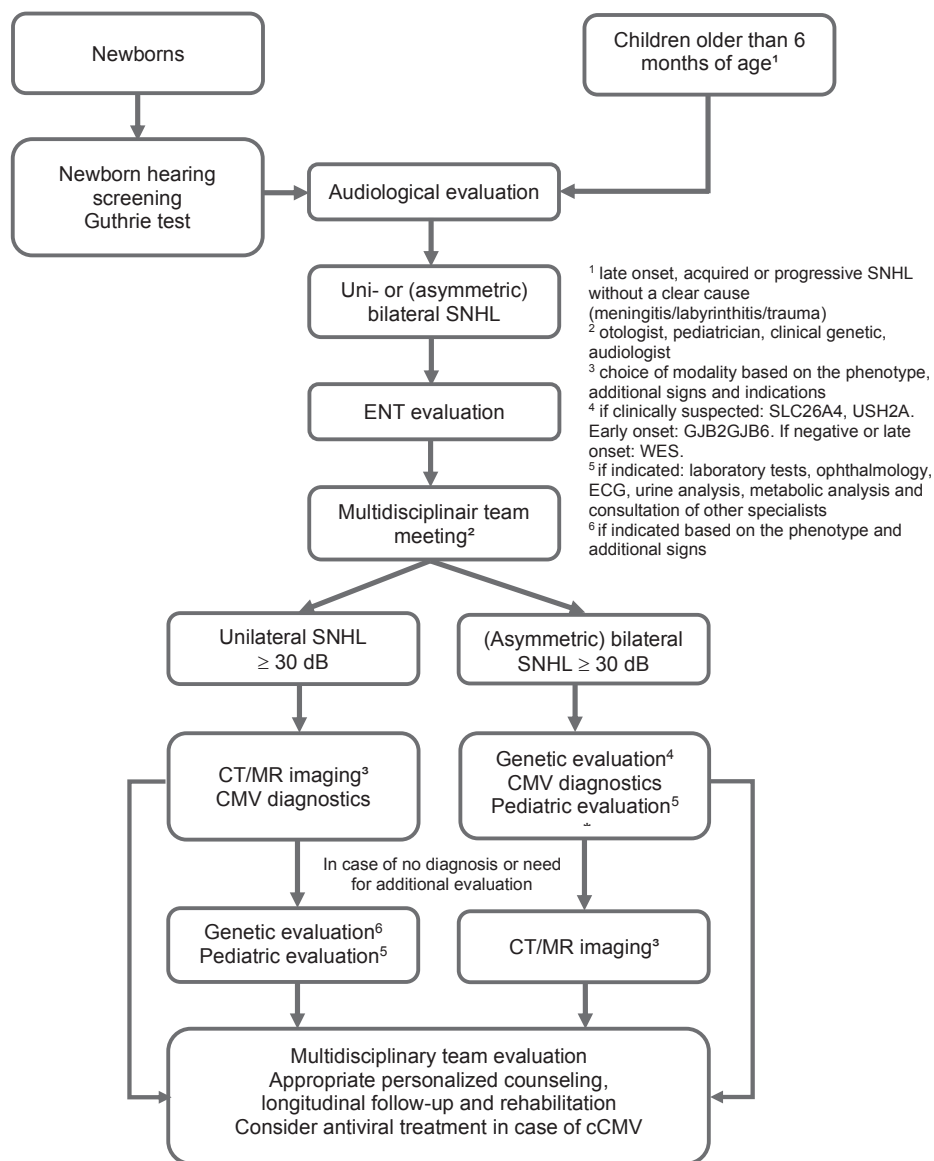 Newborns
Children older than 6
months of age¹
Newborn hearing
screening
Guthrie test
Audiological evaluation
Uni- or (asymmetric)
bilateral SNHL
¹ late onset, acquired or progressive SNHL
without a clear cause
(meningitis/labyrinthitis/trauma)
² otologist, pediatrician, clinical genetic,
audiologist
³ choice of modality based on the phenotype,
additional signs and indications
⁴ if clinically suspected: SLC26A4, USH2A.
Early onset: GJB2GJB6. If negative or late
onset: WES.
⁵ if indicated: laboratory tests, ophthalmology,
ECG, urine analysis, metabolic analysis and
consultation of other specialists
⁶ if indicated based on the phenotype and
additional signs
ENT evaluation
Multidisciplinair team
meeting²
Unilateral SNHL
≥ 30 dB
(Asymmetric) bilateral
SNHL ≥ 30 dB
CT/MR imaging³
CMV diagnostics
Genetic evaluation⁴
CMV diagnostics
Pediatric evaluation⁵
*
In case of no diagnosis or need
for additional evaluation
Genetic evaluation⁶
Pediatric evaluation⁵
CT/MR imaging³
Multidisciplinary team evaluation
Appropriate personalized counseling,
longitudinal follow-up and rehabilitation
Consider antiviral treatment in case of cCMV